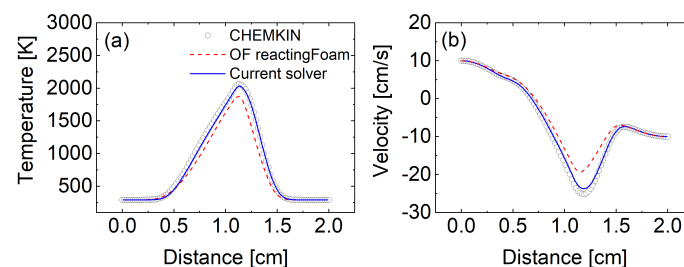 3000
2500
2000
1500
1000
500
Temperature [K]
(a)
CHEMKIN
OF reactingFoam
Current solver
0.0 0.5 1.0 1.5 2.0
Distance [cm]
20
10
0
-10
-20
-30
Velocity [cm/s]
(b)
0.0 0.5 1.0 1.5 2.0
Distance [cm]